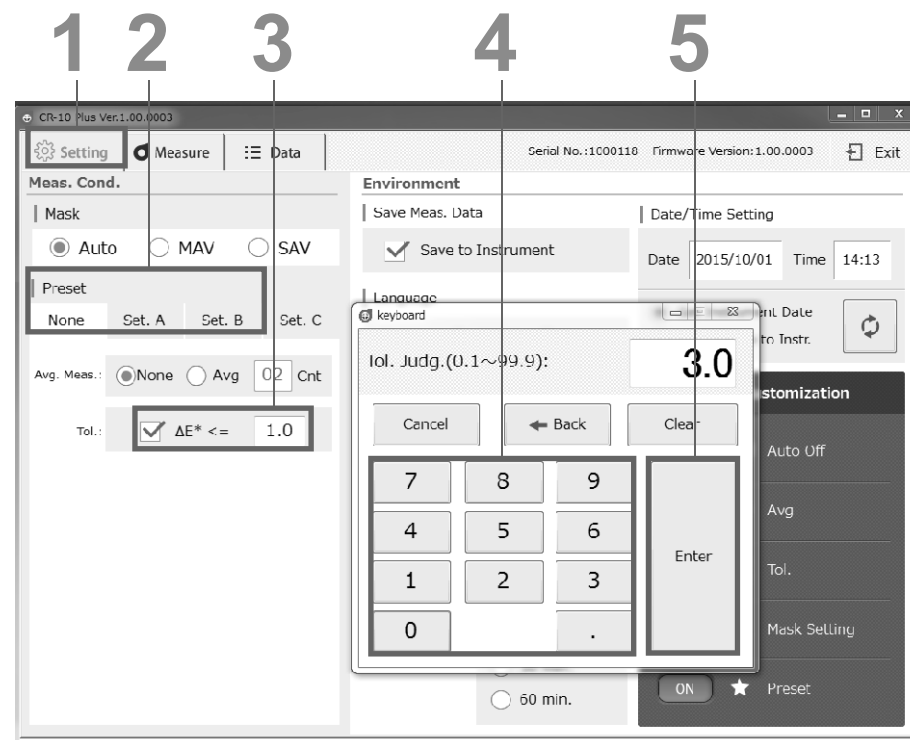 1 2 3 4 5
CR-10 Plus Ver.1.00.0003
Setting Measure Data Serial No.:1000118 Firmware Version:1.00.0003 Exit
Meas. Cond.
Mask
Auto MAV SAV
Preset
None Set. A Set. B Set. C
Avg. Meas.: None Avg 02 Cnt
Tol.: ΔE* <= 1.0
Environment
Save Meas. Data
Save to Instrument
Language
Date/Time Setting
Date 2015/10/01 Time 14:13
Date
to Instr.
keyboard
Tol. Judg.(0.1~99.9): 3.0
Cancel Back Clear
7 8 9
4 5 6
1 2 3
0 .
Enter
60 min.
Auto Off
Avg
Tol.
Mask Setting
ON Preset